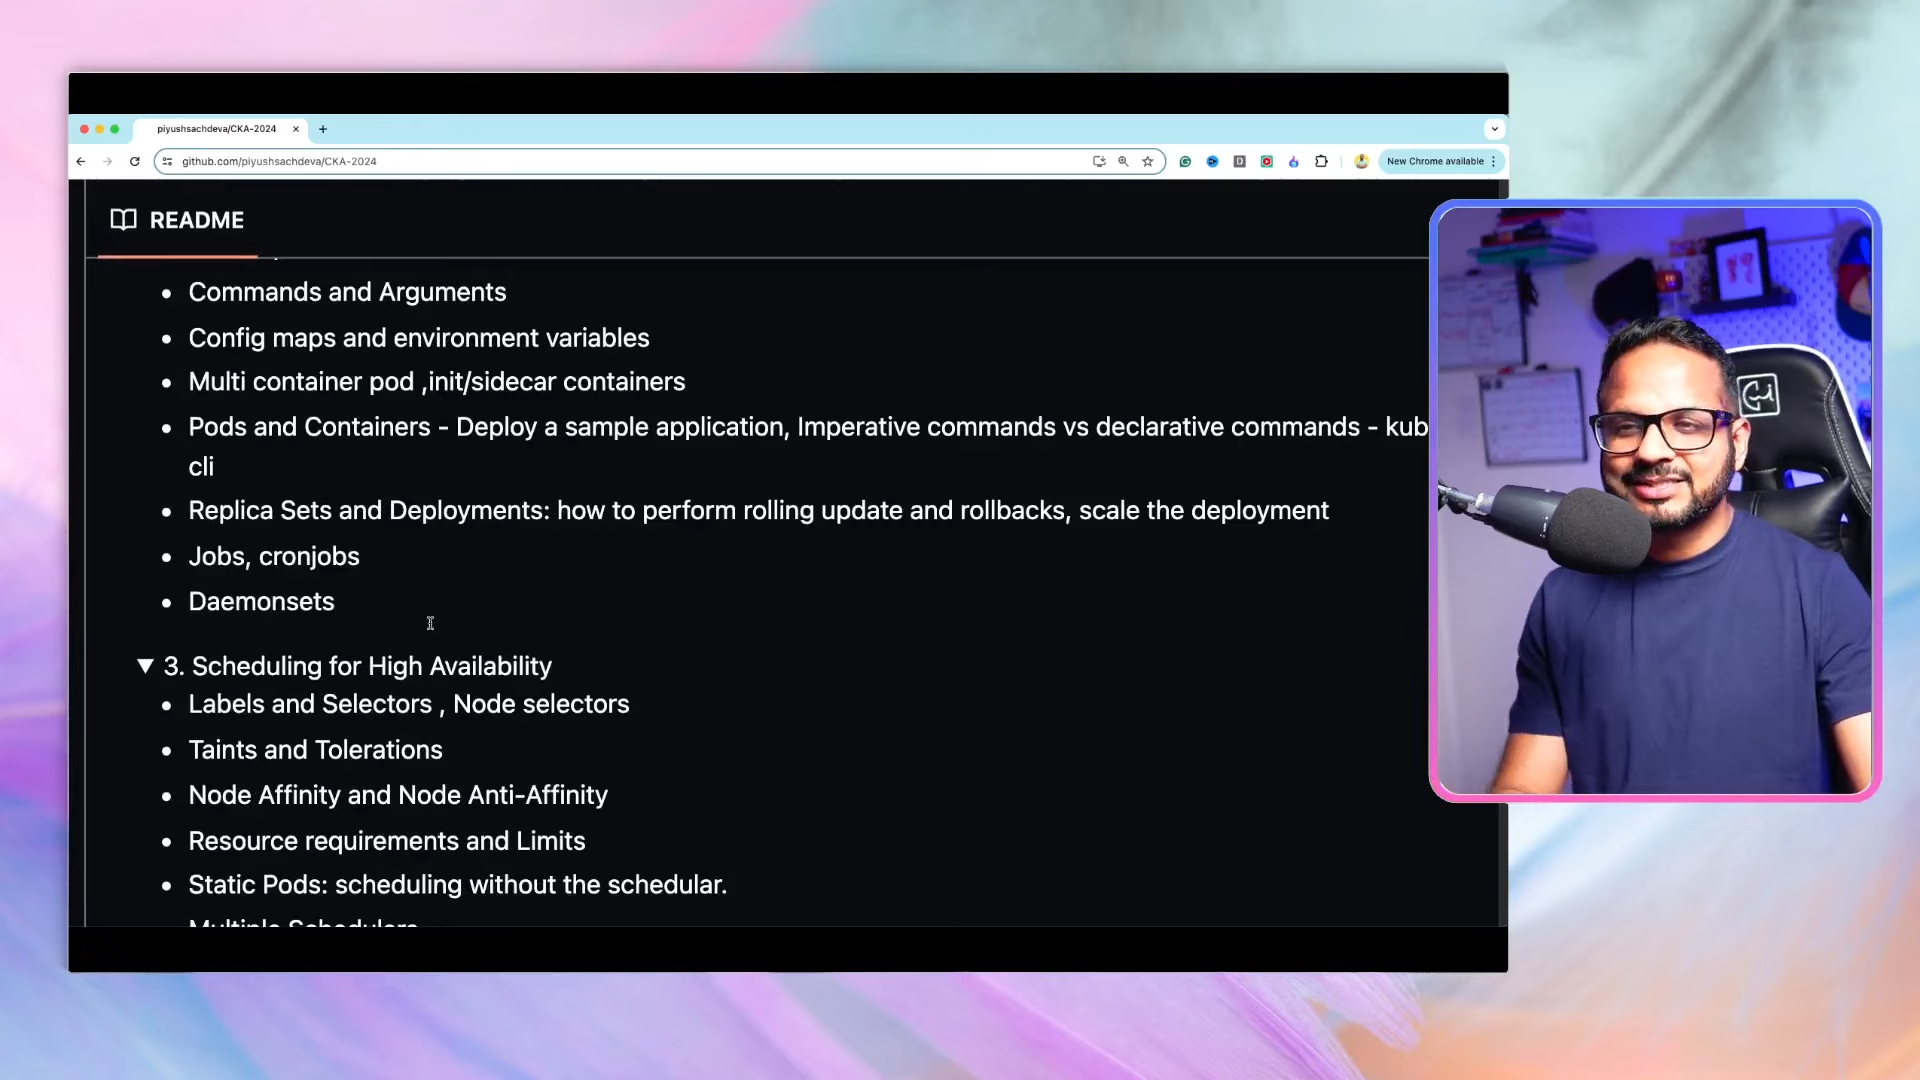 piyushsachdeva/CKA-2024
github.com/piyushsachdeva/CKA-2024
New Chrome available
README
Commands and Arguments
Config maps and environment variables
Multi container pod ,init/sidecar containers
Pods and Containers - Deploy a sample application, Imperative commands vs declarative commands - kub
cli
Replica Sets and Deployments: how to perform rolling update and rollbacks, scale the deployment
Jobs, cronjobs
Daemonsets
3. Scheduling for High Availability
Labels and Selectors , Node selectors
Taints and Tolerations
Node Affinity and Node Anti-Affinity
Resource requirements and Limits
Static Pods: scheduling without the schedular.
Multiple Schedulers